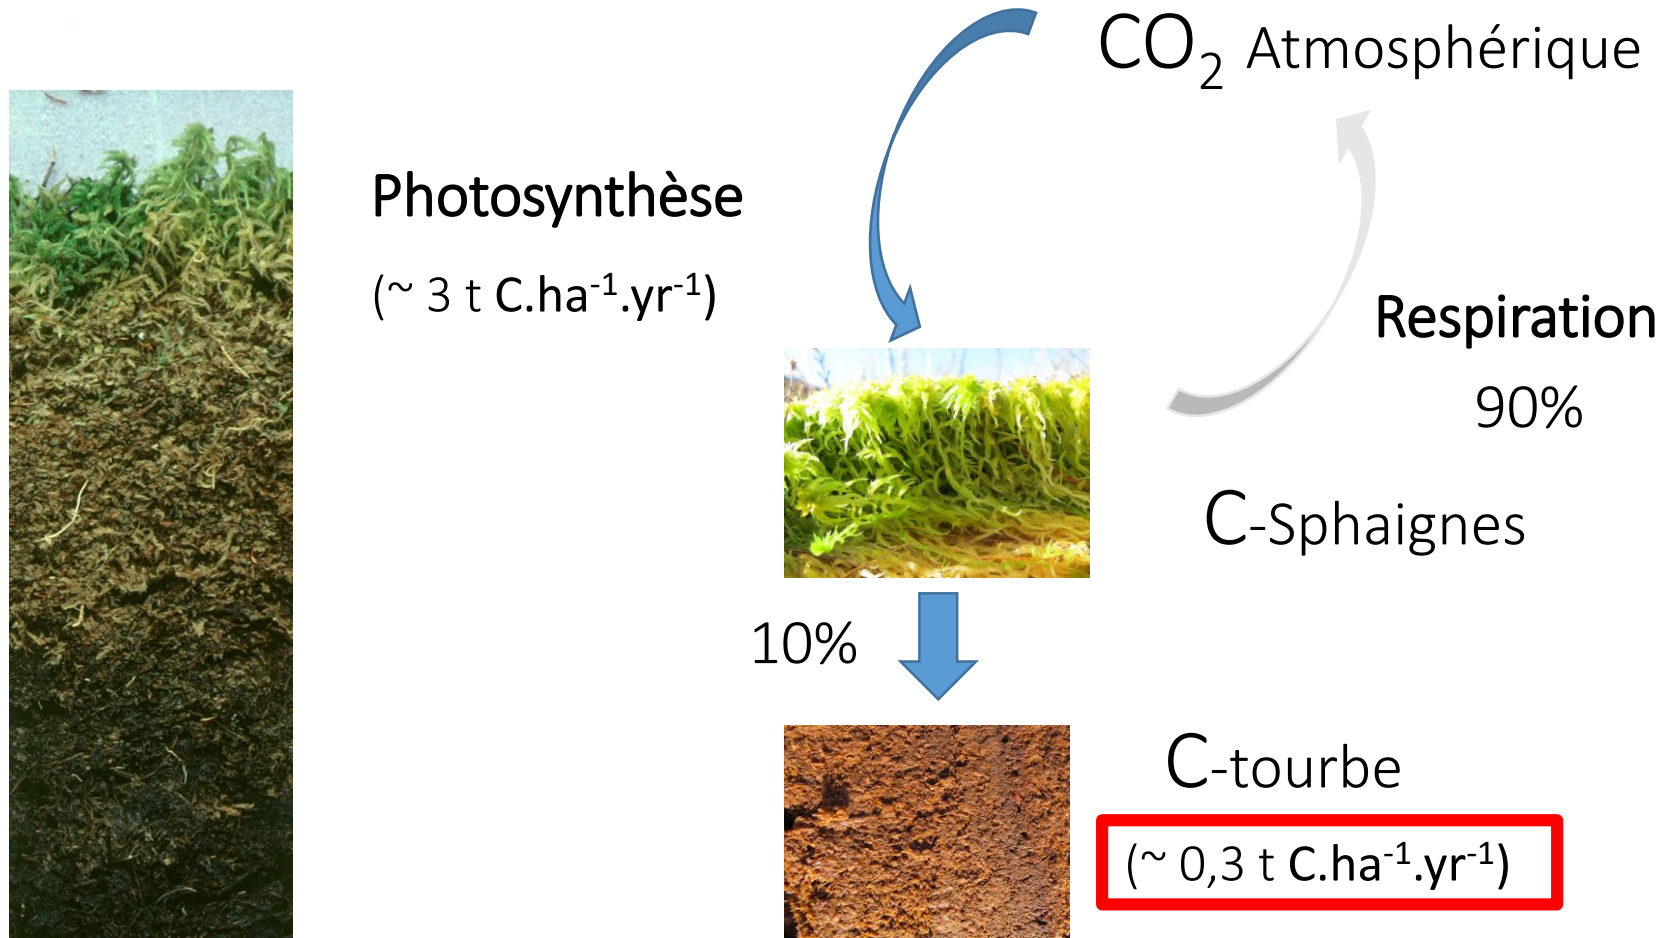 CO₂ Atmosphérique
Photosynthèse
(~ 3 t C.ha⁻¹.yr⁻¹)
Respiration
90%
C-Sphaignes
10%
C-tourbe
(~ 0,3 t C.ha⁻¹.yr⁻¹)